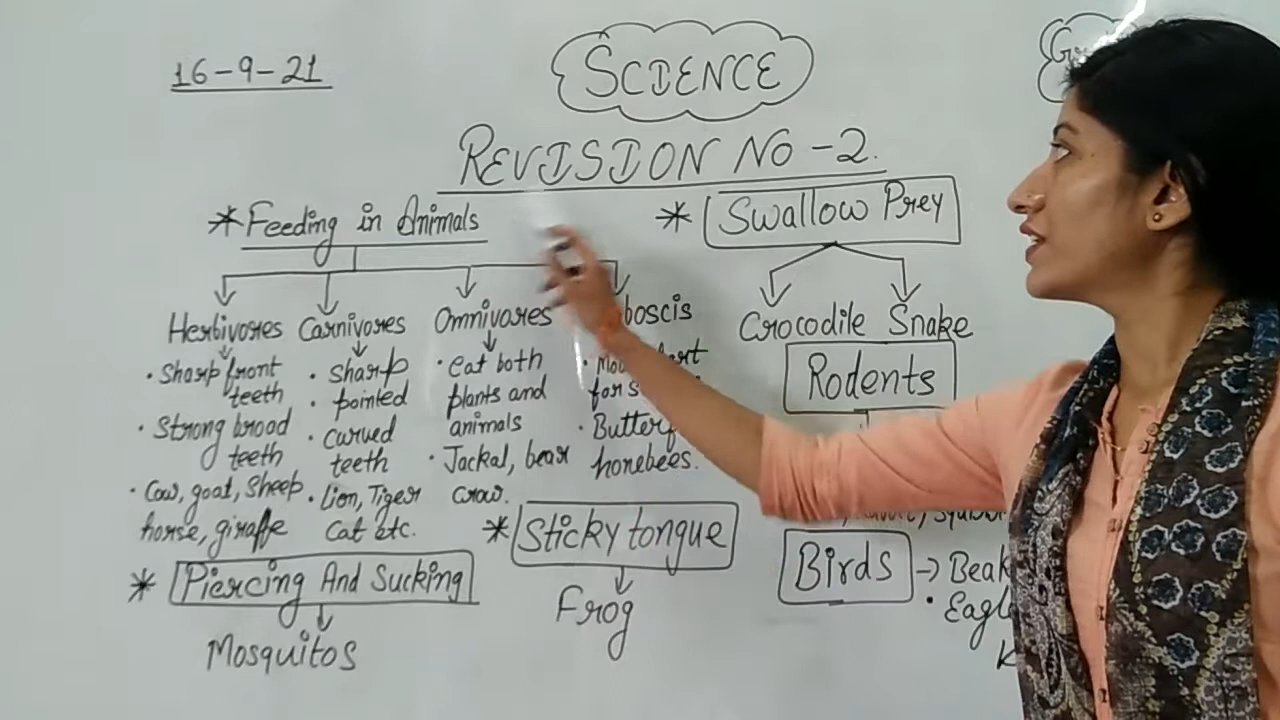 16-9-21
SCIENCE
REVISION NO-2.
* Feeding in Animals
Herbivores
• Sharp front
teeth
• Strong broad
teeth
• Cow, goat, Sheep
horse, giraffe
Carnivores
• Sharp
• pointed
• curved
teeth
• Lion, Tiger
Cat etc.
Omnivores
• eat both
plants and
animals
• Jackal, bear
crow.
boscis
for
honebees.
* Piercing And Sucking
Mosquitos
* Sticky tongue
Frog
* Swallow Prey
Crocodile Snake
Rodents
Birds → Beak
• Eagl